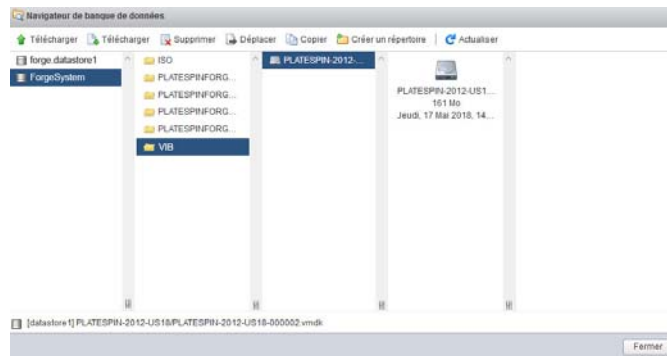 Navigateur de banque de données
Télécharger Télécharger Supprimer Déplacer Copier Créer un répertoire Actualiser
forge.datastore1
ForgeSystem
ISO
PLATESPINFORG...
PLATESPINFORG...
PLATESPINFORG...
PLATESPINFORG...
VIB
PLATESPIN-2012-...
PLATESPIN-2012-US1...
161 Mo
Jeudi, 17 Mai 2018, 14...
[datastore1] PLATESPIN-2012-US18/PLATESPIN-2012-US18-000002.vmdk
Fermer